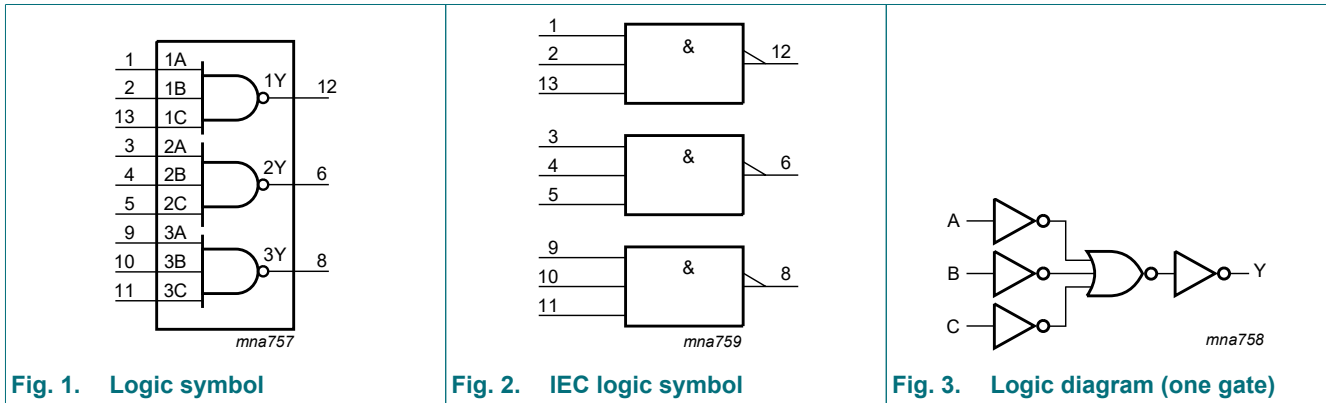 1 1A
1Y 12
2 1B
13 1C
3 2A
2Y 6
4 2B
5 2C
9 3A
3Y 8
10 3B
11 3C
mna757
Fig. 1. Logic symbol
1
&
12
2
13
3
&
6
4
5
9
&
8
10
11
mna759
Fig. 2. IEC logic symbol
A
B
Y
C
mna758
Fig. 3. Logic diagram (one gate)